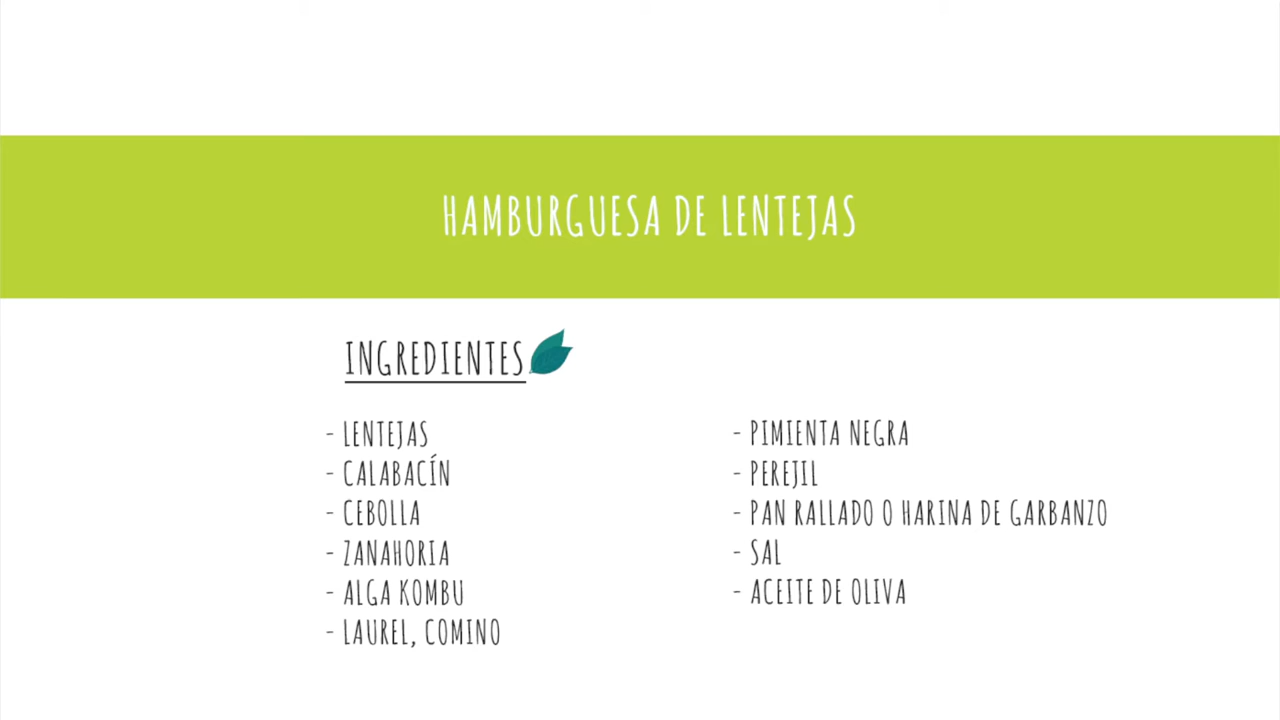 HAMBURGUESA DE LENTEJAS
INGREDIENTES
- LENTEJAS
- CALABACÍN
- CEBOLLA
- ZANAHORIA
- ALGA KOMBU
- LAUREL, COMINO
- PIMIENTA NEGRA
- PEREJIL
- PAN RALLADO O HARINA DE GARBANZO
- SAL
- ACEITE DE OLIVA